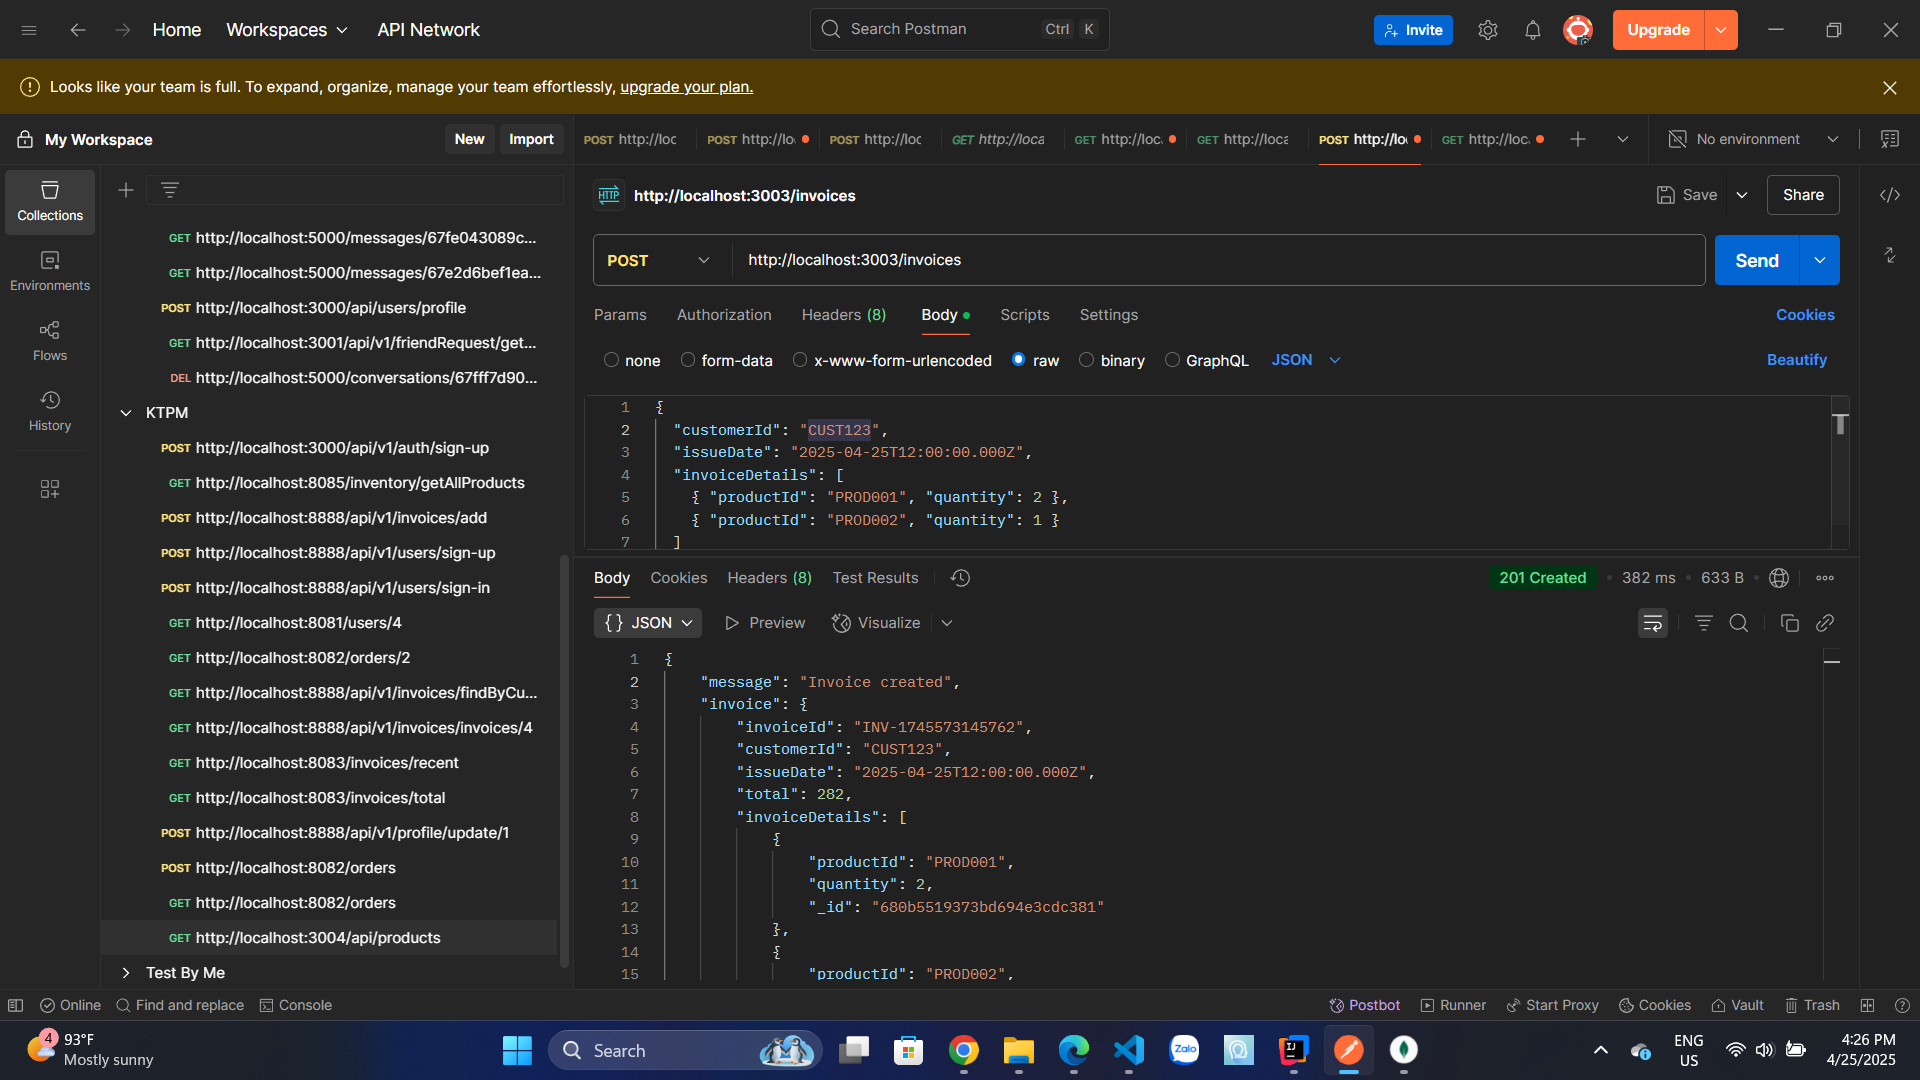 Home
Workspaces
API Network
Search Postman
Ctrl K
Invite
Upgrade
Looks like your team is full. To expand, organize, manage your team effortlessly, upgrade your plan.
My Workspace
New
Import
POST http://loc
POST http://lo
POST http://loc
GET http://loca
GET http://loc
GET http://loca
POST http://lo
GET http://loc
No environment
Collections
Environments
Flows
History
GET http://localhost:5000/messages/67fe043089c...
GET http://localhost:5000/messages/67e2d6bef1ea...
POST http://localhost:3000/api/users/profile
GET http://localhost:3001/api/v1/friendRequest/get...
DEL http://localhost:5000/conversations/67fff7d90...
KTPM
POST http://localhost:3000/api/v1/auth/sign-up
GET http://localhost:8085/inventory/getAllProducts
POST http://localhost:8888/api/v1/invoices/add
POST http://localhost:8888/api/v1/users/sign-up
POST http://localhost:8888/api/v1/users/sign-in
GET http://localhost:8081/users/4
GET http://localhost:8082/orders/2
GET http://localhost:8888/api/v1/invoices/findByCu...
GET http://localhost:8888/api/v1/invoices/invoices/4
GET http://localhost:8083/invoices/recent
GET http://localhost:8083/invoices/total
POST http://localhost:8888/api/v1/profile/update/1
POST http://localhost:8082/orders
GET http://localhost:8082/orders
GET http://localhost:3004/api/products
Test By Me
HTTP http://localhost:3003/invoices
Save
Share
POST
http://localhost:3003/invoices
Send
Params
Authorization
Headers (8)
Body
Scripts
Settings
Cookies
none
form-data
x-www-form-urlencoded
raw
binary
GraphQL
JSON
Beautify
1 {
2 "customerId": "CUST123",
3 "issueDate": "2025-04-25T12:00:00.000Z",
4 "invoiceDetails": [
5 { "productId": "PROD001", "quantity": 2 },
6 { "productId": "PROD002", "quantity": 1 }
7 ]
Body
Cookies
Headers (8)
Test Results
201 Created
382 ms
633 B
{} JSON
Preview
Visualize
1 {
2 "message": "Invoice created",
3 "invoice": {
4 "invoiceId": "INV-1745573145762",
5 "customerId": "CUST123",
6 "issueDate": "2025-04-25T12:00:00.000Z",
7 "total": 282,
8 "invoiceDetails": [
9 {
10 "productId": "PROD001",
11 "quantity": 2,
12 "_id": "680b5519373bd694e3cdc381"
13 },
14 {
15 "productId": "PROD002",
Online
Find and replace
Console
Postbot
Runner
Start Proxy
Cookies
Vault
Trash
4
93°F
Mostly sunny
Search
Zalo
IJ
ENG
US
4:26 PM
4/25/2025